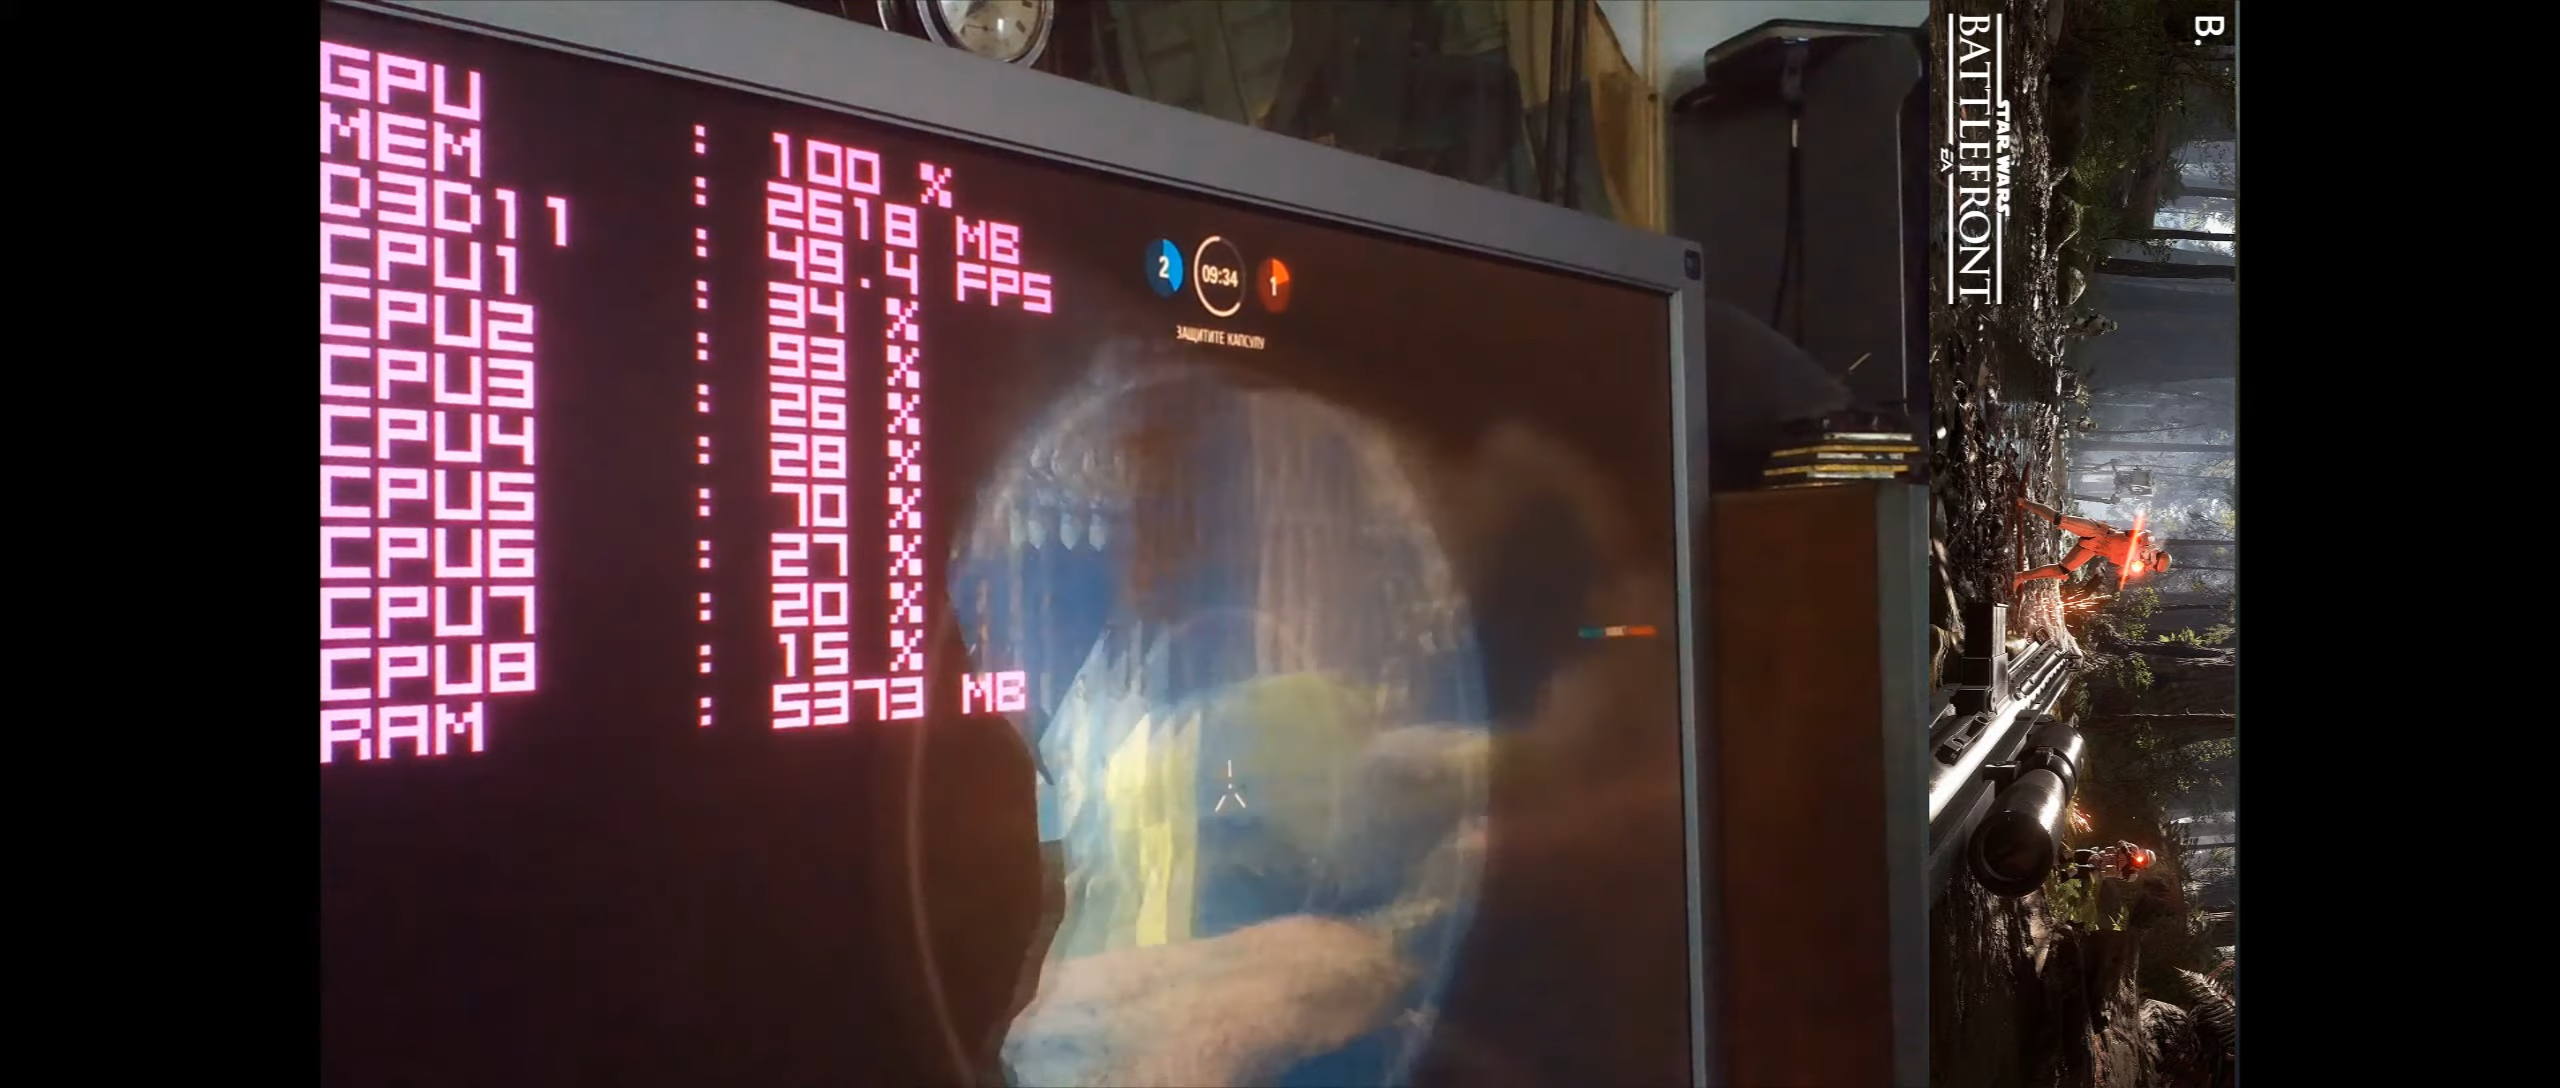 GPU : 100 %
MEM : 2618 MB
D3D11 : 49.4 FPS
CPU1 : 34 %
CPU2 : 93 %
CPU3 : 26 %
CPU4 : 28 %
CPU5 : 70 %
CPU6 : 27 %
CPU7 : 20 %
CPU8 : 15 %
RAM : 5373 MB
2 09:34 1
ЗАЩИТИТЕ КАПСУЛУ
B.
STAR WARS
BATTLEFRONT
EA